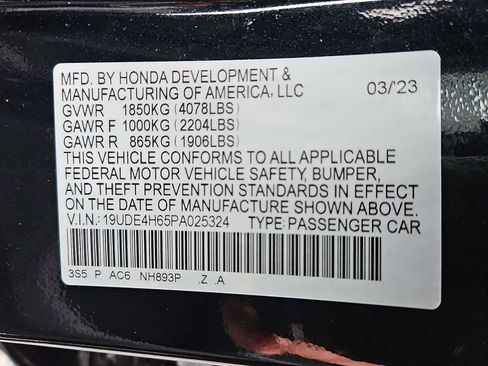 MFD. BY HONDA DEVELOPMENT &
MANUFACTURING OF AMERICA, LLC 03/'23
GVWR 1850KG (4078LBS)
GAWR F 1000KG (2204LBS)
GAWR R 865KG (1906LBS)
THIS VEHICLE CONFORMS TO ALL APPLICABLE
FEDERAL MOTOR VEHICLE SAFETY, BUMPER,
AND THEFT PREVENTION STANDARDS IN EFFECT
ON THE DATE OF MANUFACTURE SHOWN ABOVE.
V.I.N.: 19UDE4H65PA025324 TYPE: PASSENGER CAR
3S5 P AC6 NH893P .Z .A